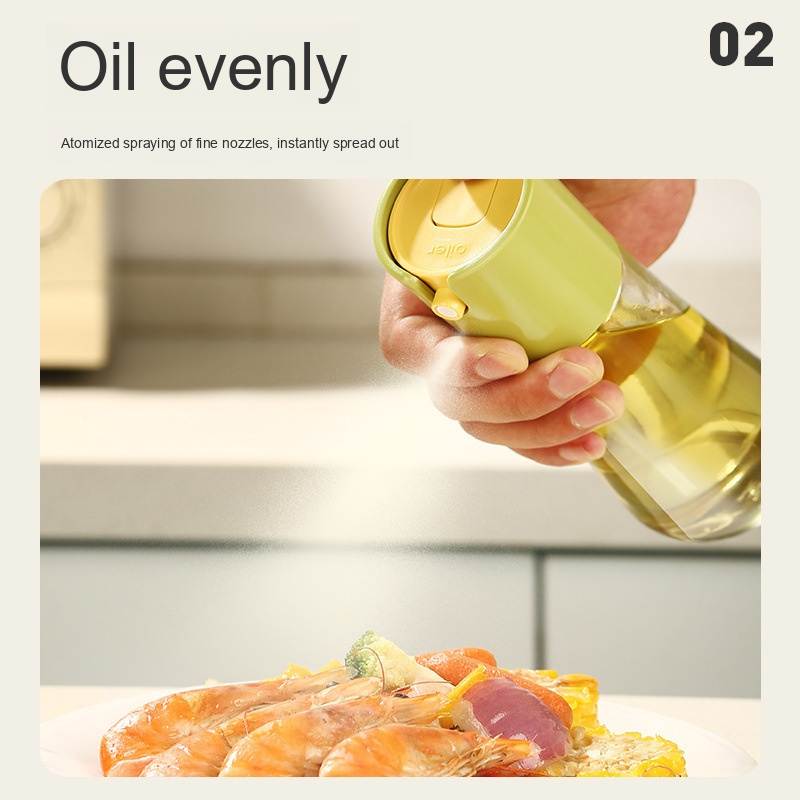 Oil evenly
02
Atomized spraying of fine nozzles, instantly spread out
oiler